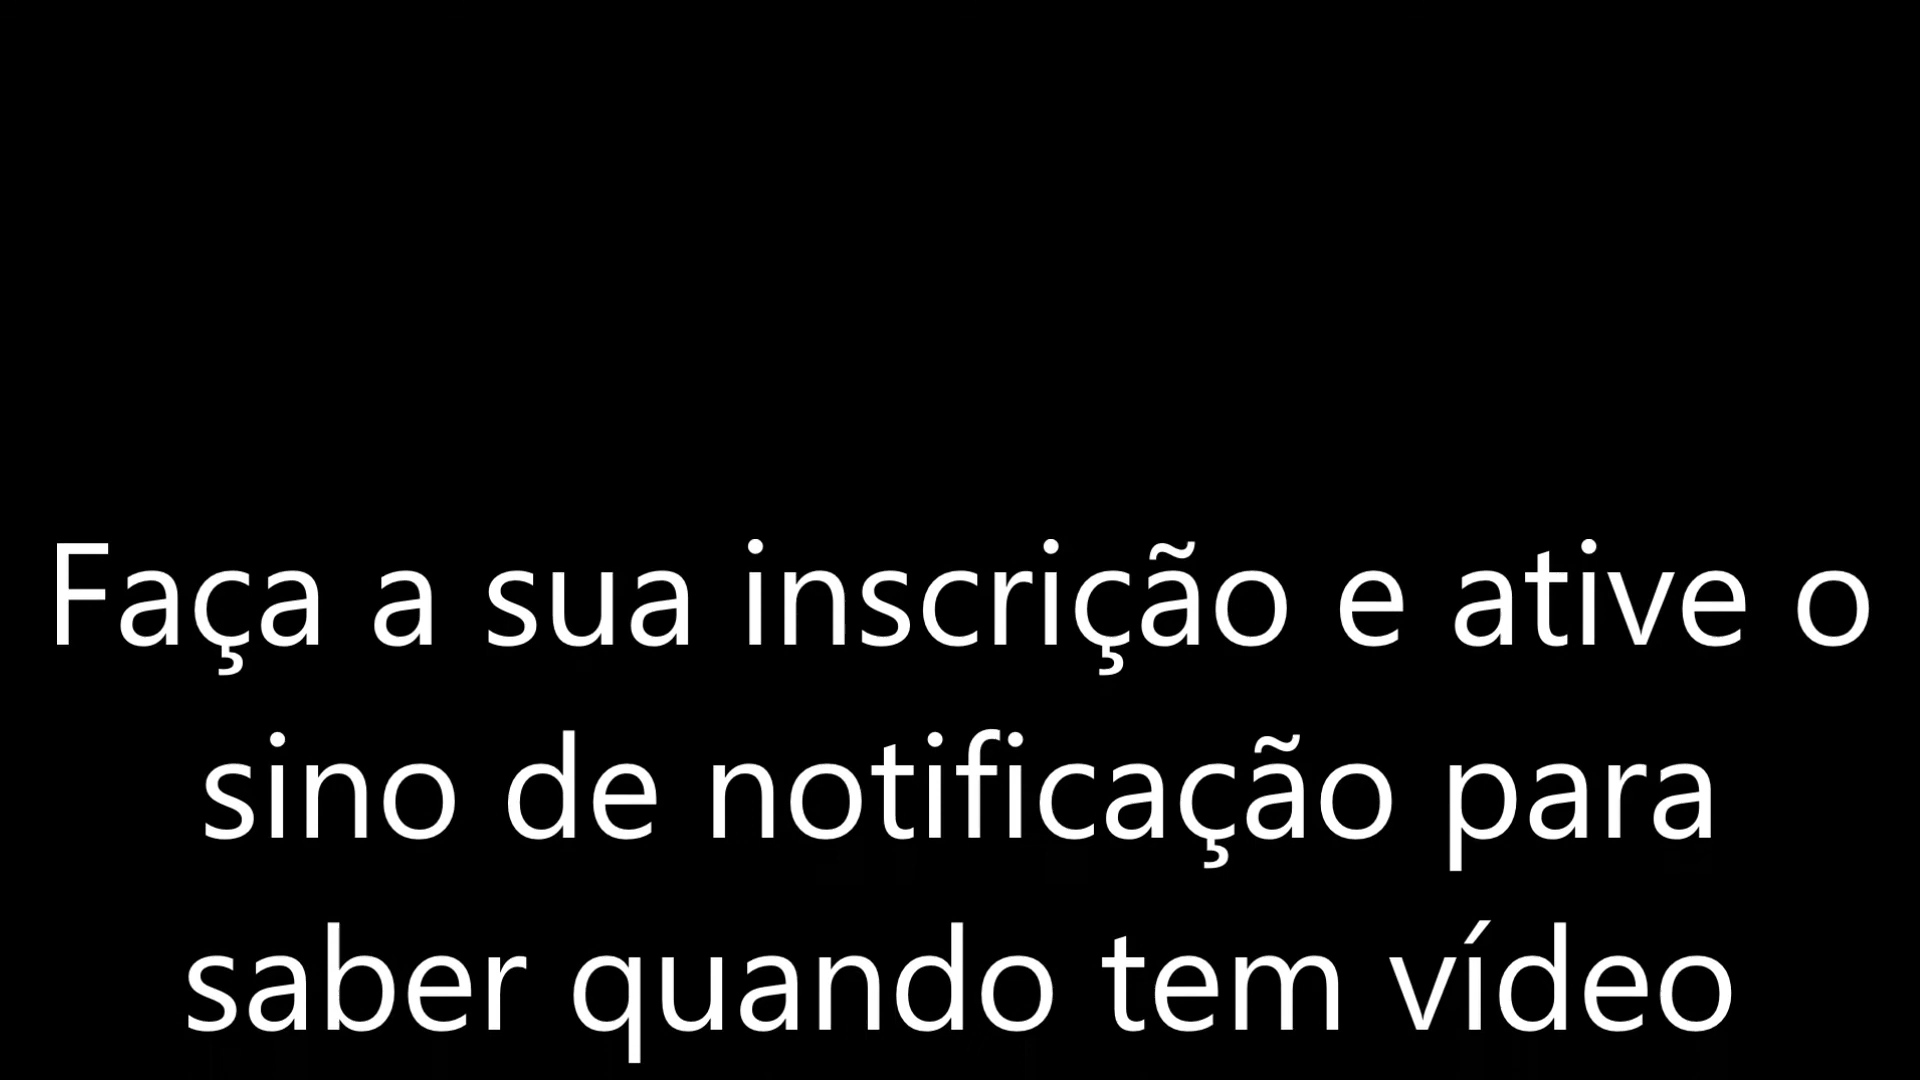 Faça a sua inscrição e ative o
sino de notificação para
saber quando tem vídeo